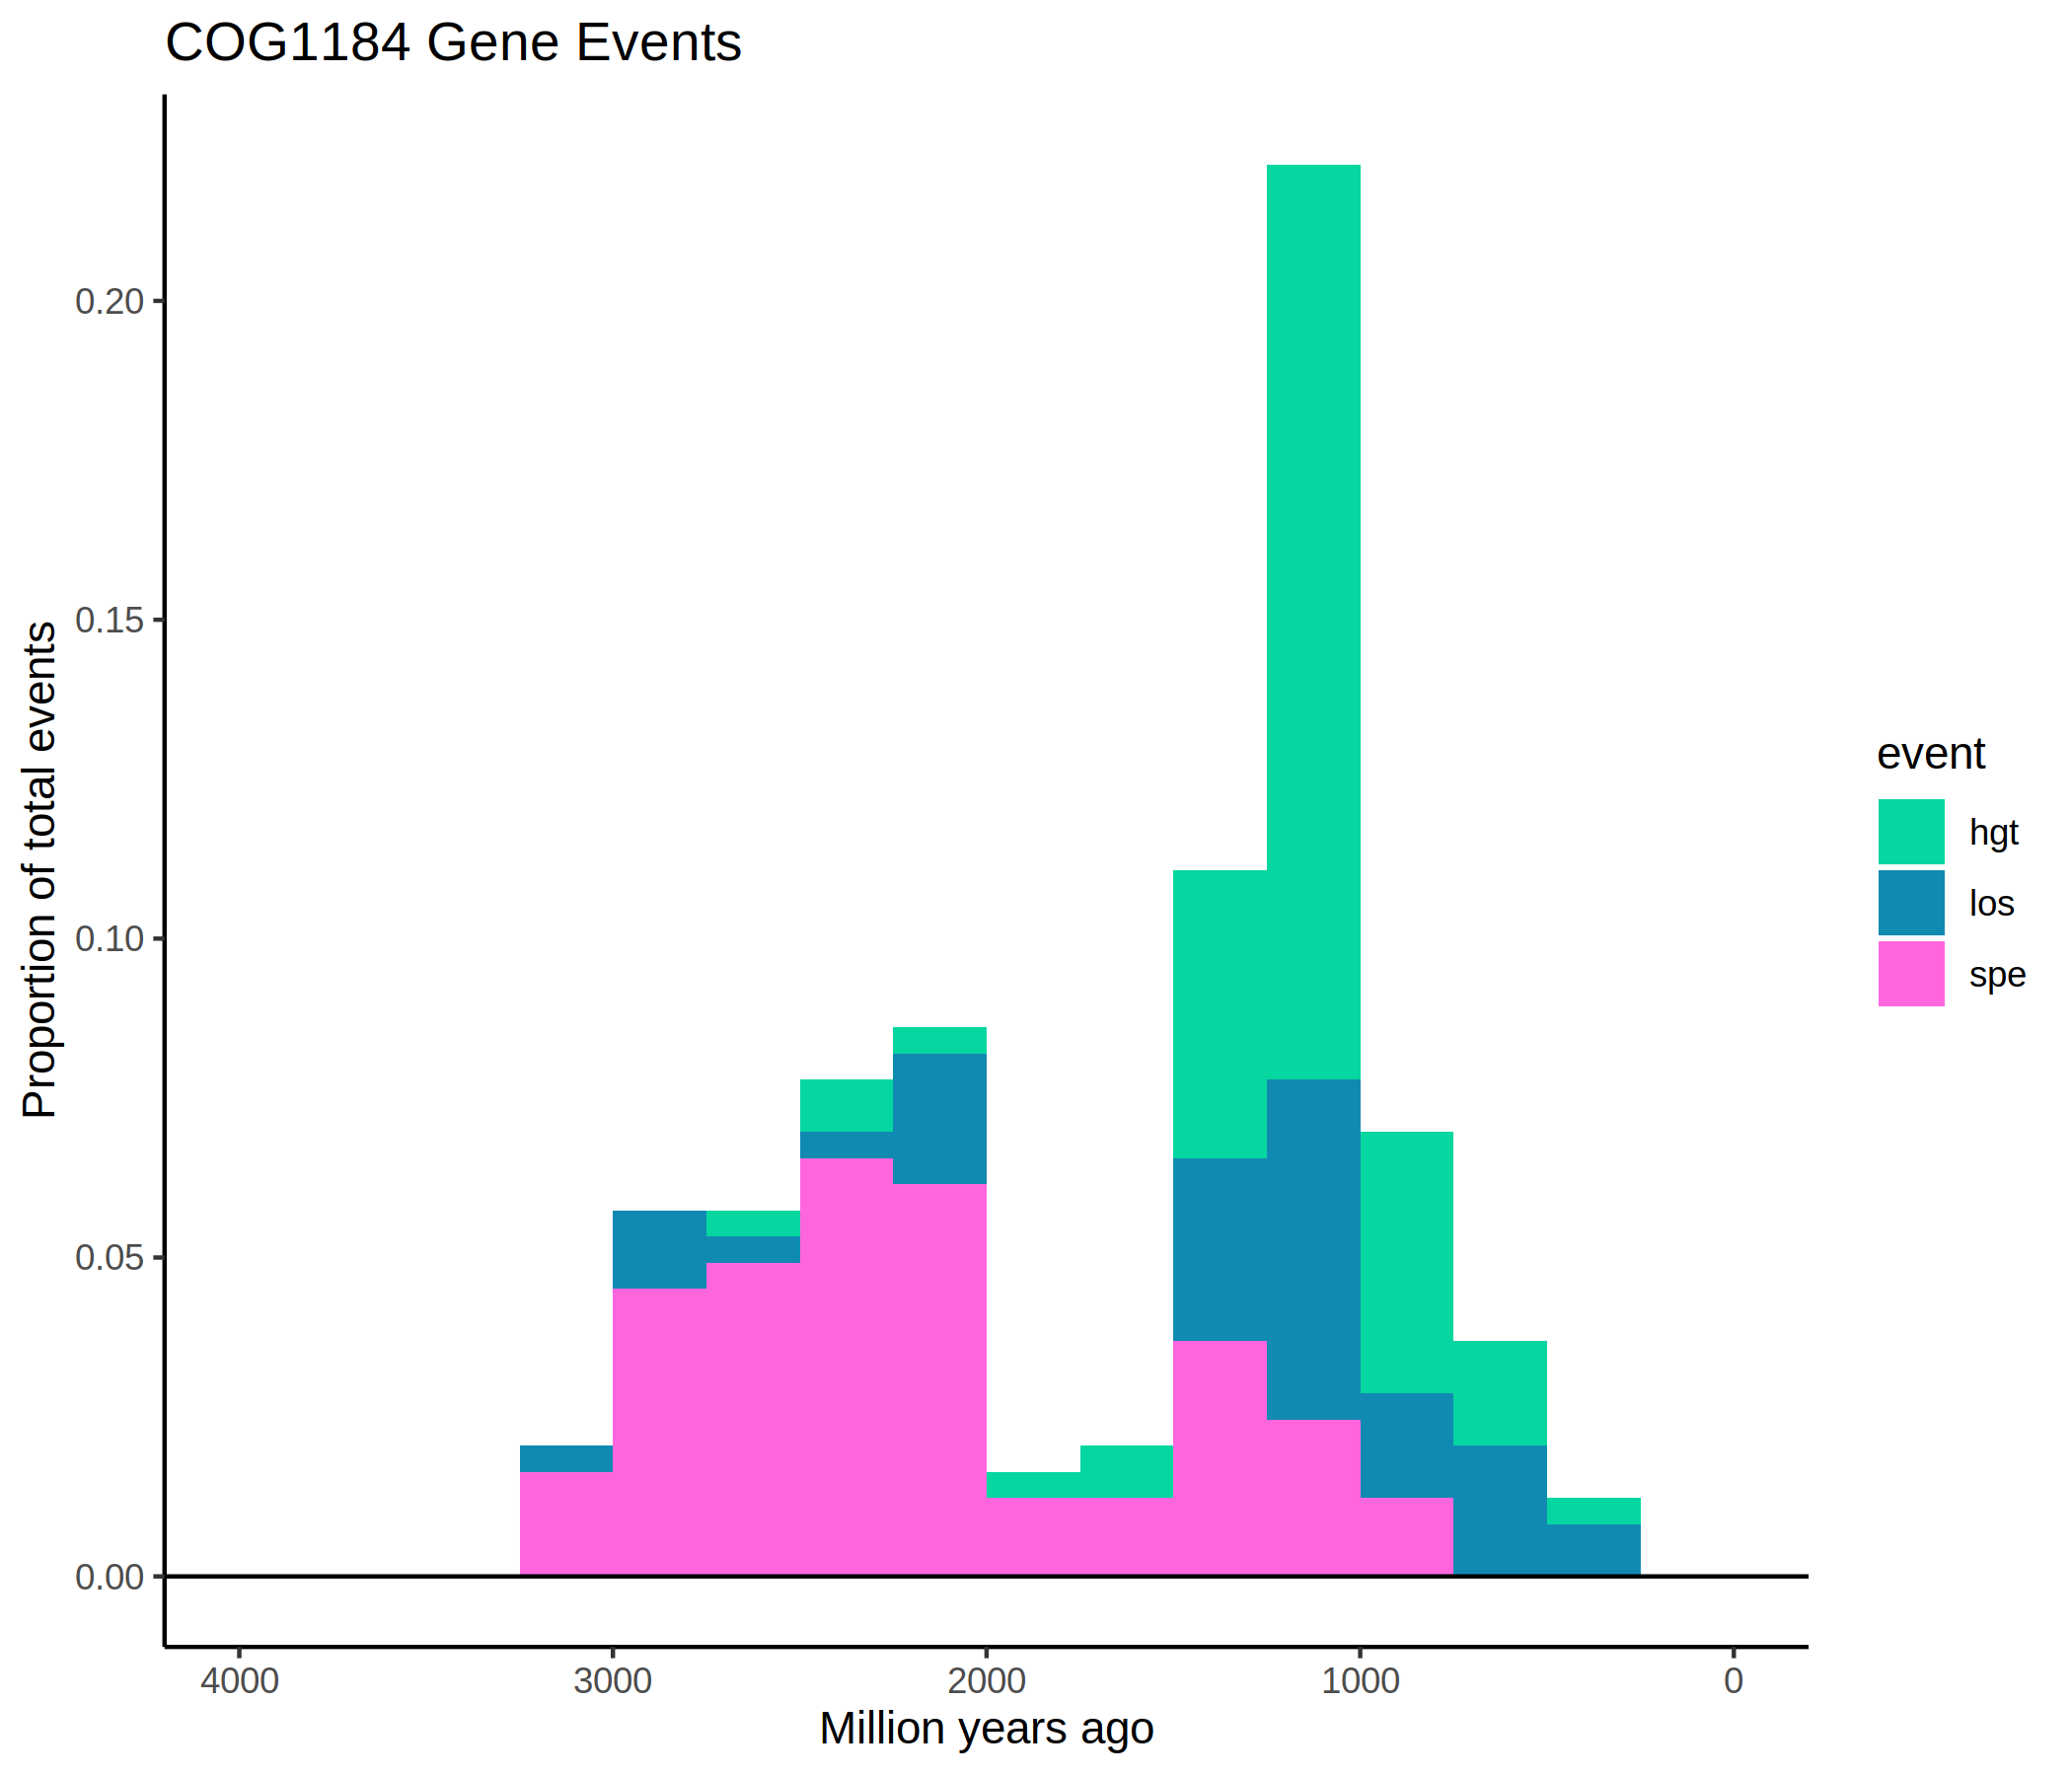 COG1184 Gene Events
Proportion of total events
0.20
0.15
0.10
0.05
0.00
4000 3000 2000 1000 0
Million years ago
event
hgt
los
spe